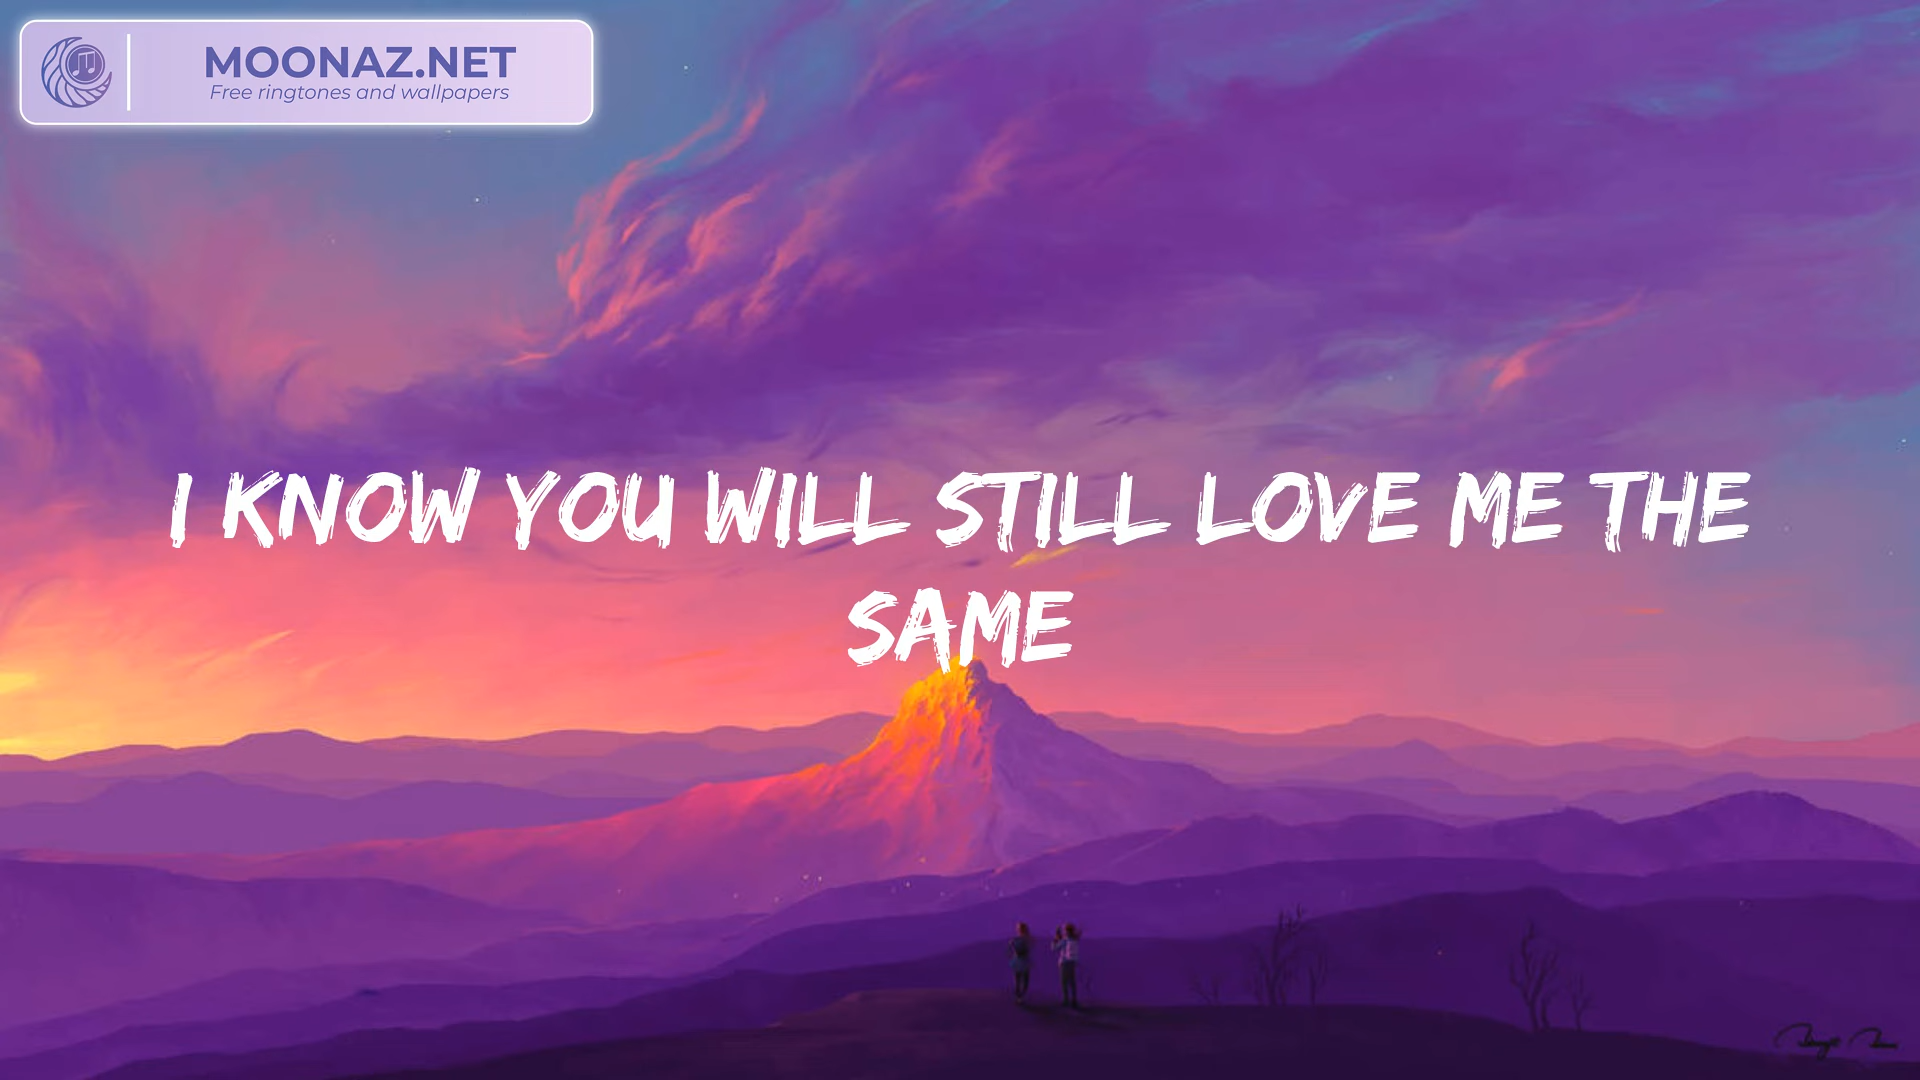 MOONAZ.NET
Free ringtones and wallpapers
I KNOW YOU WILL STILL LOVE ME THE
SAME